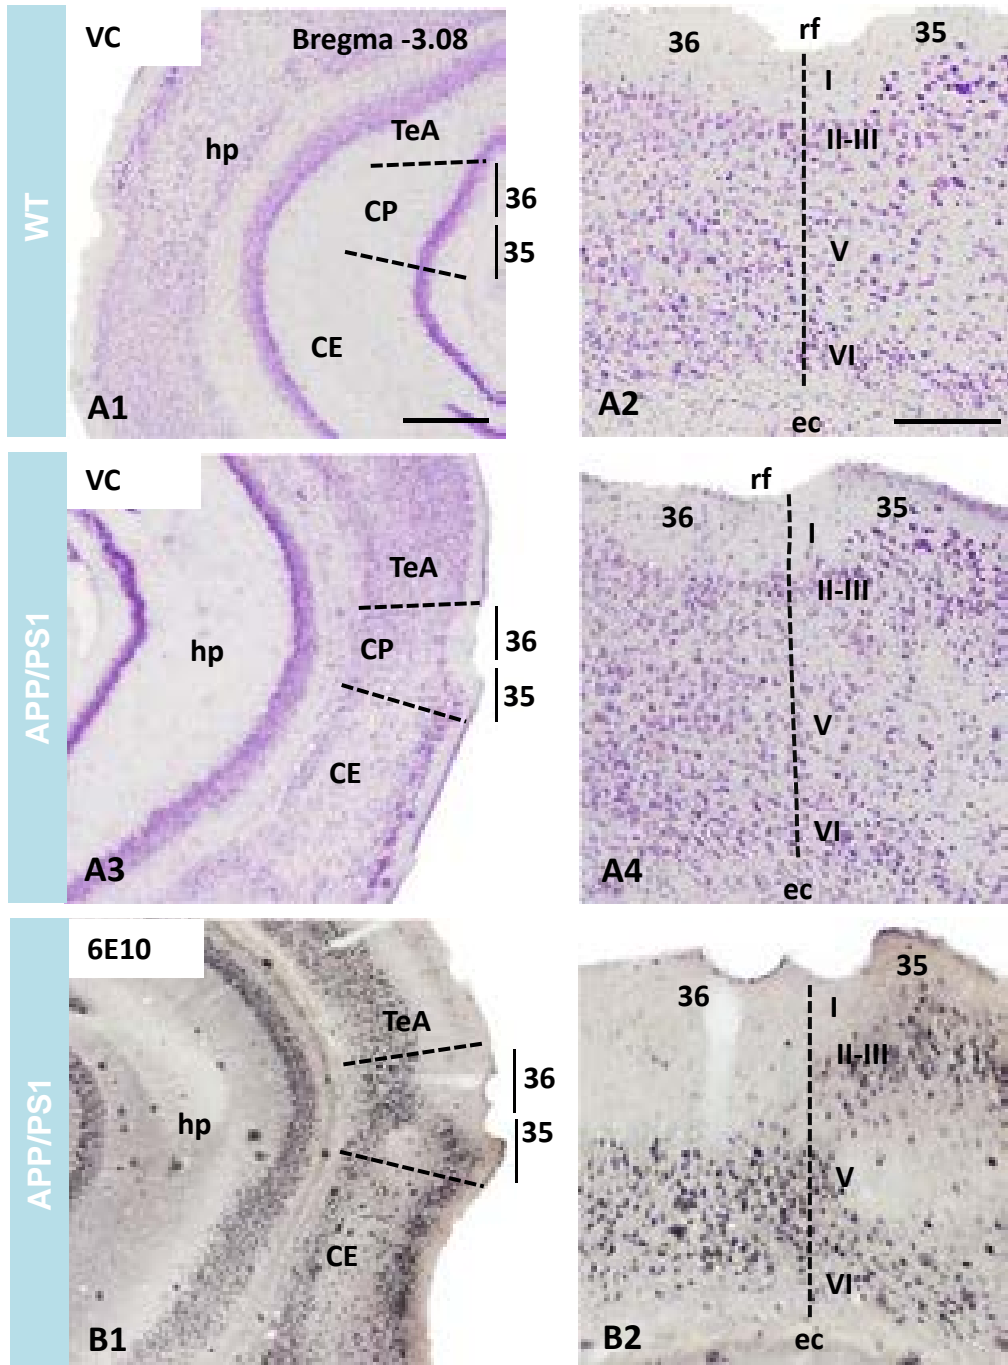 WT
VC
Bregma -3.08
hp
TeA
CP
36
35
CE
A1
36
rf
35
I
II-III
V
VI
A2
ec
APP/PS1
VC
TeA
hp
CP
36
35
CE
A3
rf
36
35
I
II-III
V
VI
A4
ec
APP/PS1
6E10
TeA
36
hp
35
CE
B1
35
36
I
II-III
V
VI
B2
ec